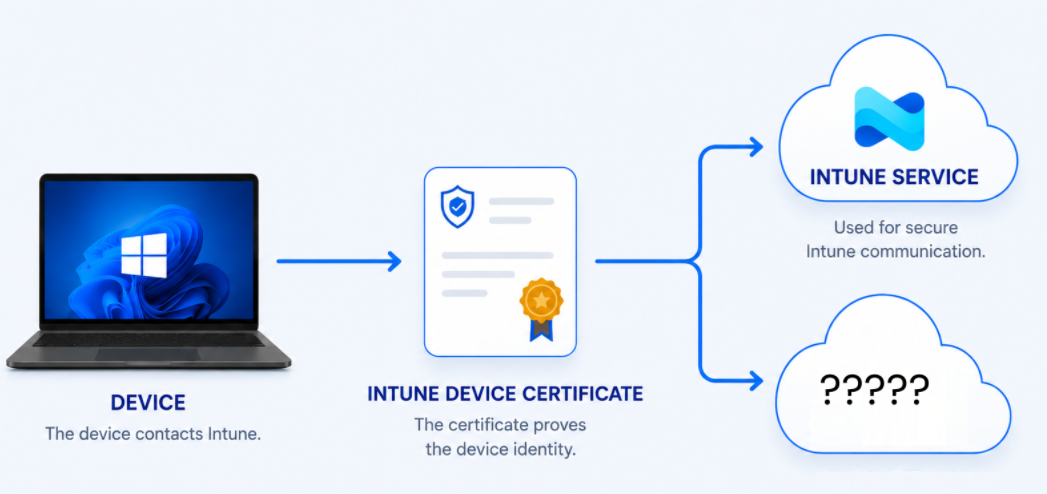 INTUNE SERVICE
Used for secure
Intune communication.
DEVICE
The device contacts Intune.
INTUNE DEVICE CERTIFICATE
The certificate proves
the device identity.
?????